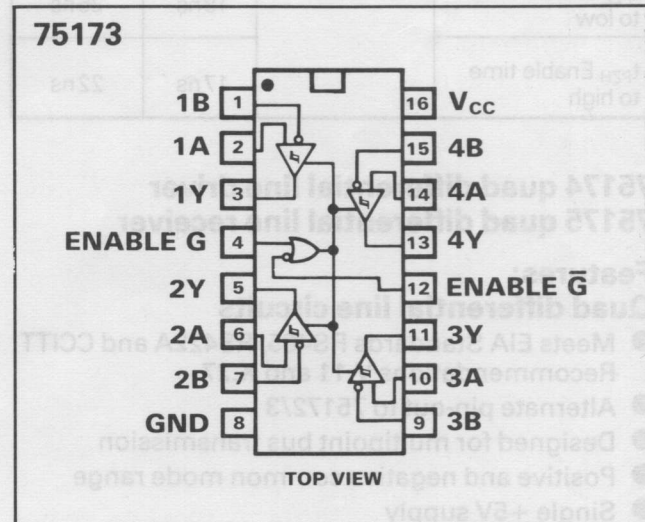 75173
1B 1 16 VCC
1A 2 15 4B
1Y 3 14 4A
ENABLE G 4 13 4Y
2Y 5 12 ENABLE G̅
2A 6 11 3Y
2B 7 10 3A
GND 8 9 3B
TOP VIEW
to low
tPZH Enable time 17ns 22ns
to high
75174 quad differential line driver
75175 quad differential line receiver
Features:
Quad differential line circuits
Meets EIA Standards
and CCITT
Recommendations
Alternate pin-out to 75172/3
Designed for multipoint bus transmission
Positive and negative common mode range
Single +5V supply